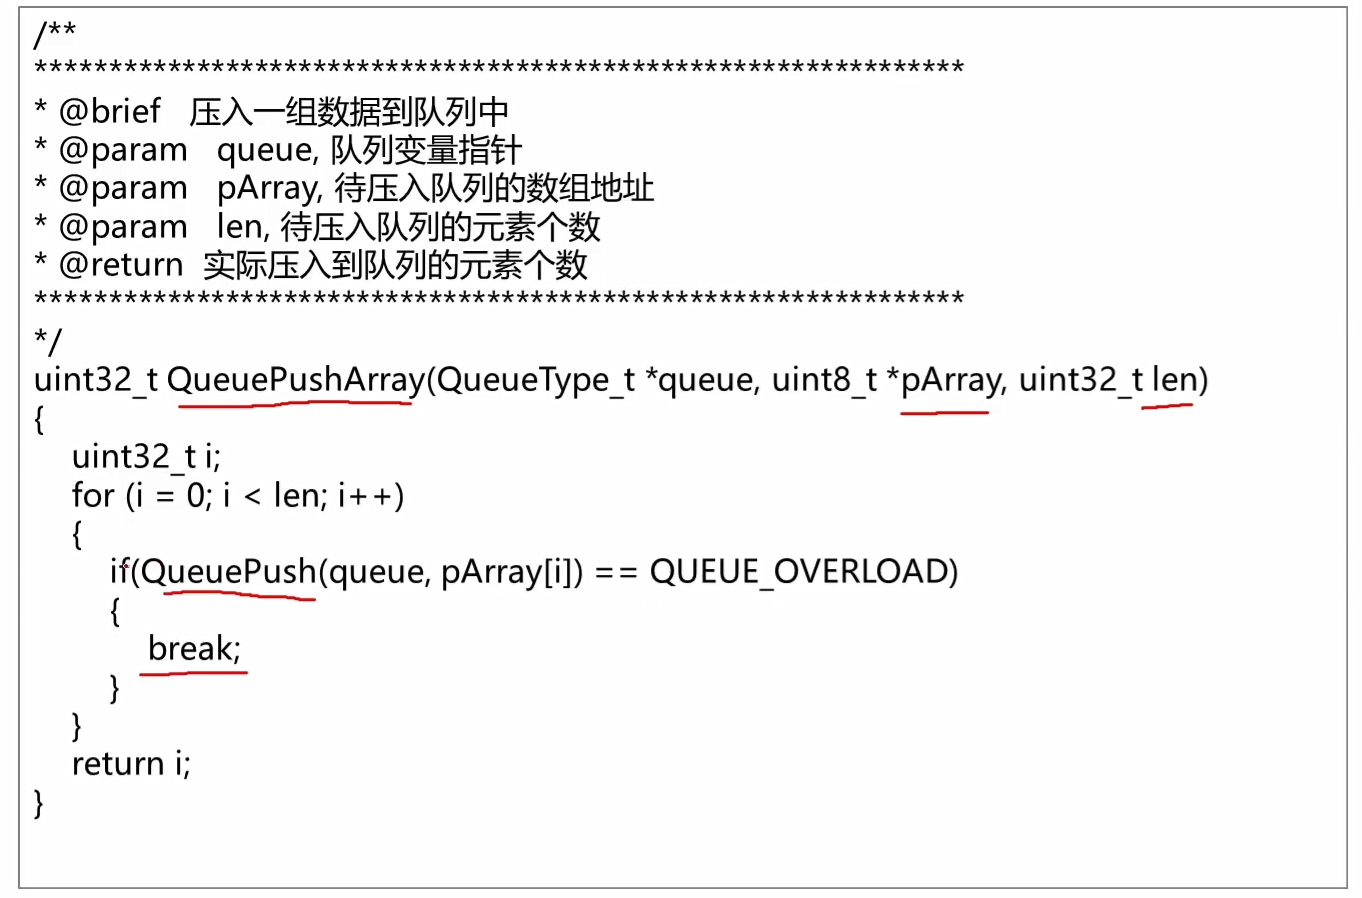 /**
**************************************************************
* @brief 压入一组数据到队列中
* @param queue, 队列变量指针
* @param pArray, 待压入队列的数组地址
* @param len, 待压入队列的元素个数
* @return 实际压入到队列的元素个数
**************************************************************
*/
uint32_t QueuePushArray(QueueType_t *queue, uint8_t *pArray, uint32_t len)
{
uint32_t i;
for (i = 0; i < len; i++)
{
if(QueuePush(queue, pArray[i]) == QUEUE_OVERLOAD)
{
break;
}
}
return i;
}